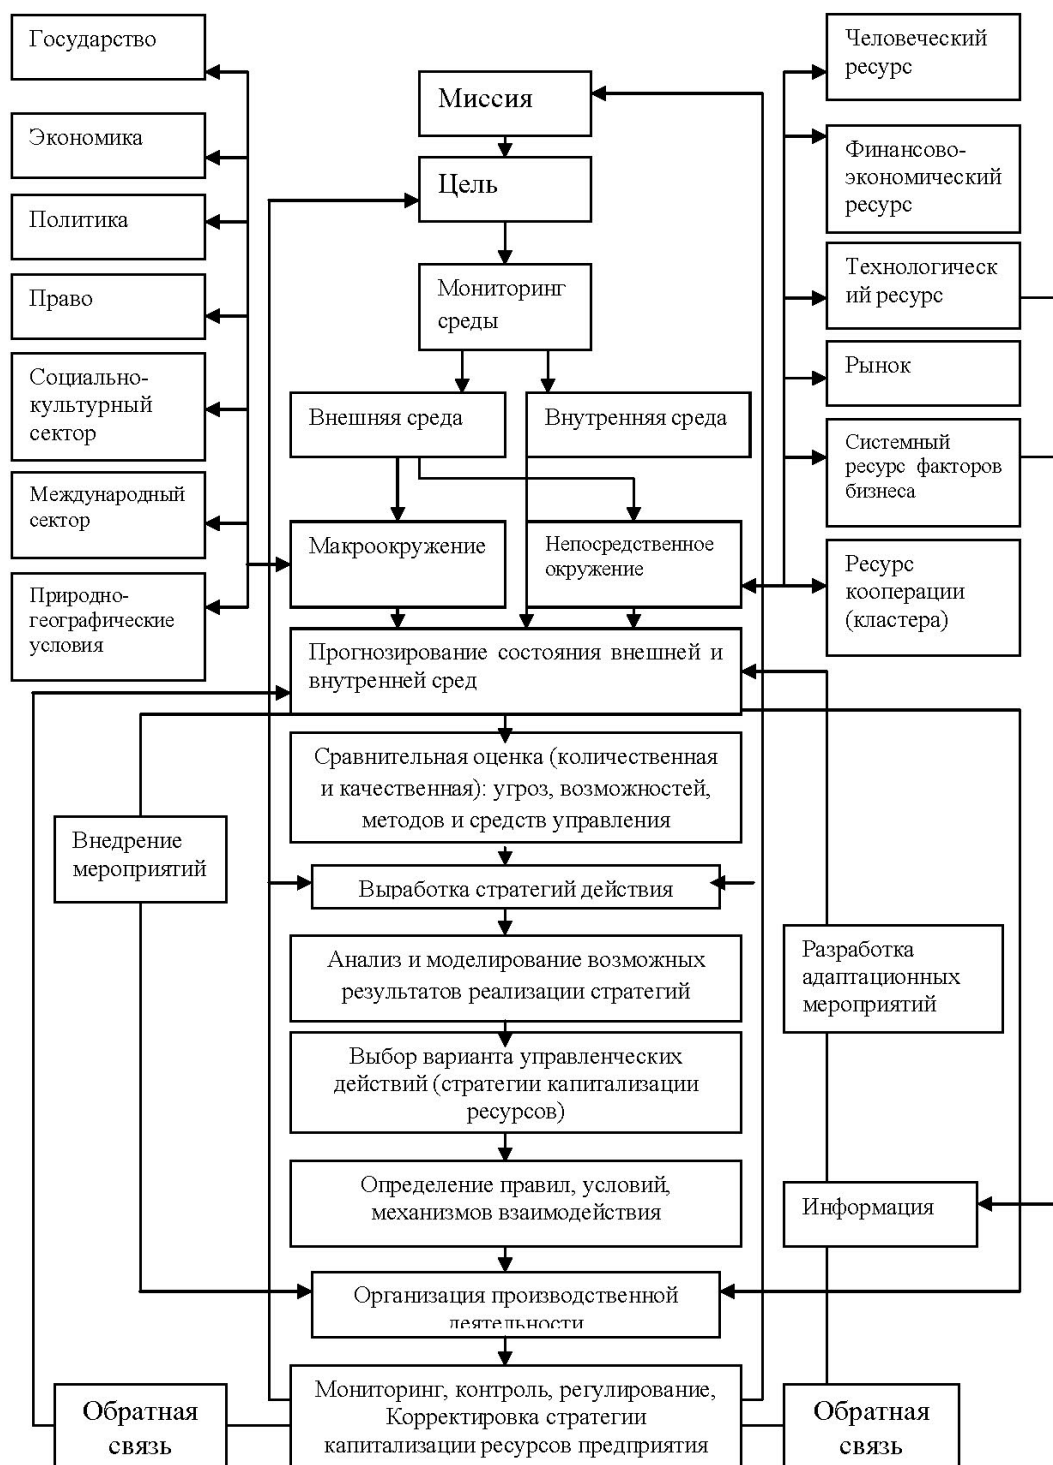 Государство
Экономика
Политика
Право
Социально-
культурный
сектор
Международный
сектор
Природно-
географические
условия
Миссия
Цель
Мониторинг
среды
Внешняя среда
Внутренняя среда
Макроокружение
Непосредственное
окружение
Человеческий
ресурс
Финансово-
экономический
ресурс
Технологическ
ий ресурс
Рынок
Системный
ресурс факторов
бизнеса
Ресурс
кооперации
(кластера)
Прогнозирование состояния внешней и
внутренней сред
Сравнительная оценка (количественная
и качественная): угроз, возможностей,
методов и средств управления
Внедрение
мероприятий
Выработка стратегий действия
Анализ и моделирование возможных
результатов реализации стратегий
Разработка
адаптационных
мероприятий
Выбор варианта управленческих
действий (стратегии капитализации
ресурсов)
Определение правил, условий,
механизмов взаимодействия
Информация
Организация производственной
деятельности
Обратная
связь
Мониторинг, контроль, регулирование,
Корректировка стратегии
капитализации ресурсов предприятия
Обратная
связь